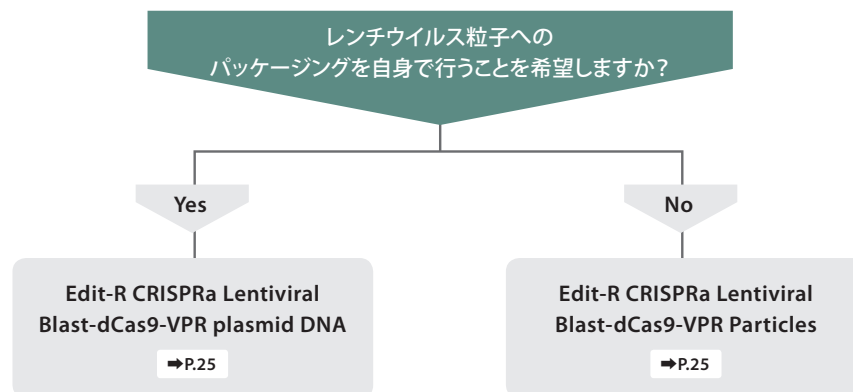 レンチウイルス粒子への
パッケージングを自身で行うことを希望しますか？
Yes
No
Edit-R CRISPRa Lentiviral
Blast-dCas9-VPR plasmid DNA
➡P.25
Edit-R CRISPRa Lentiviral
Blast-dCas9-VPR Particles
➡P.25